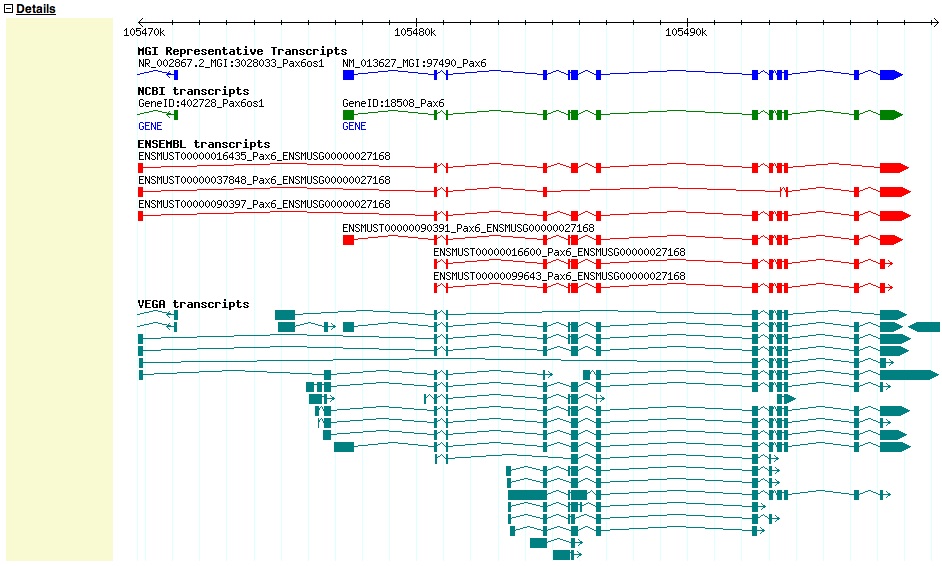 Details
105470k 105480k 105490k
MGI Representative Transcripts
NR_002867.2_MGI:3028033_Pax6os1 NM_013627_MGI:97490_Pax6
NCBI transcripts
GeneID:402728_Pax6os1 GeneID:18508_Pax6
GENE GENE
ENSEMBL transcripts
ENSMUST00000016435_Pax6_ENSMUSG00000027168
ENSMUST00000037848_Pax6_ENSMUSG00000027168
ENSMUST00000090397_Pax6_ENSMUSG00000027168
ENSMUST00000090391_Pax6_ENSMUSG00000027168
ENSMUST00000016600_Pax6_ENSMUSG00000027168
ENSMUST00000099643_Pax6_ENSMUSG00000027168
VEGA transcripts